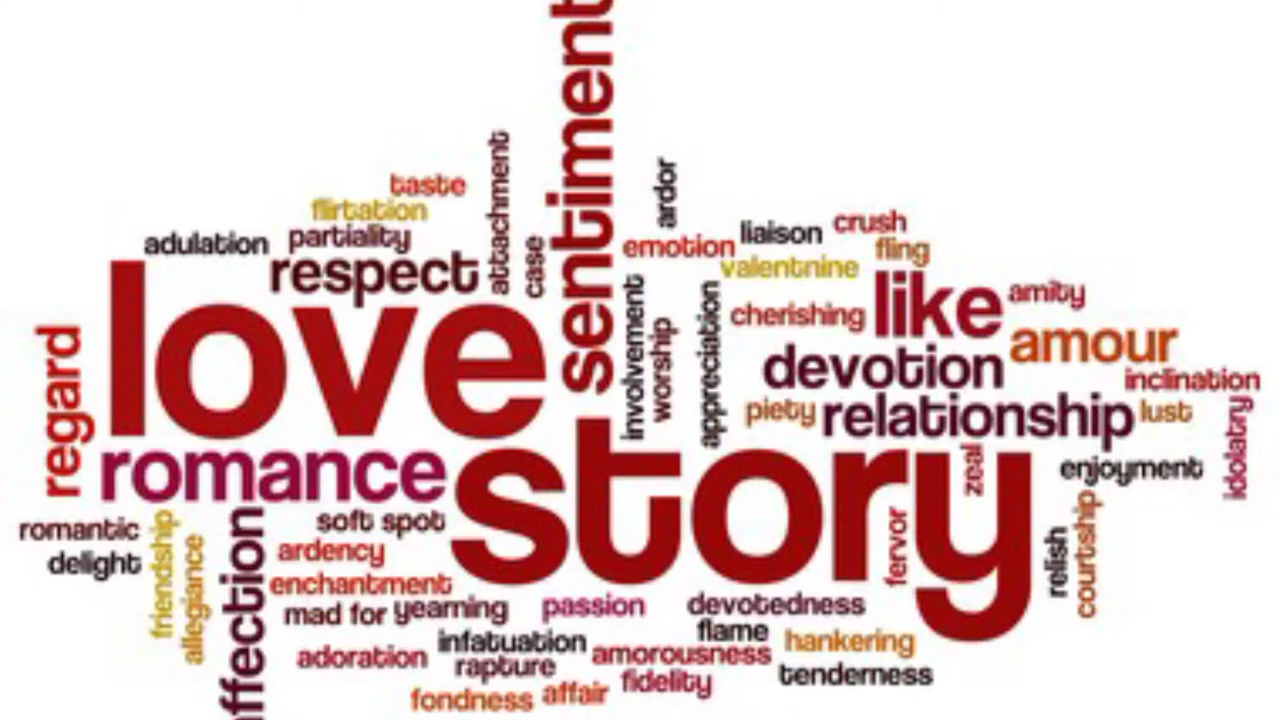 sentiment
taste
attachment
ardor
flirtation
adulation
partiality
case
emotion
liaison
crush
fling
respect
valentnine
love
involvement
worship
appreciation
cherishing
like
amity
regard
devotion
amour
inclination
piety
relationship
lust
idolatry
romance
story
zeal
enjoyment
romantic
soft spot
delight
friendship
allegiance
affection
ardency
enchantment
fervor
relish
courtship
mad for
yearning
passion
devotedness
infatuation
flame
hankering
adoration
rapture
amorousness
tenderness
fondness
affair
fidelity